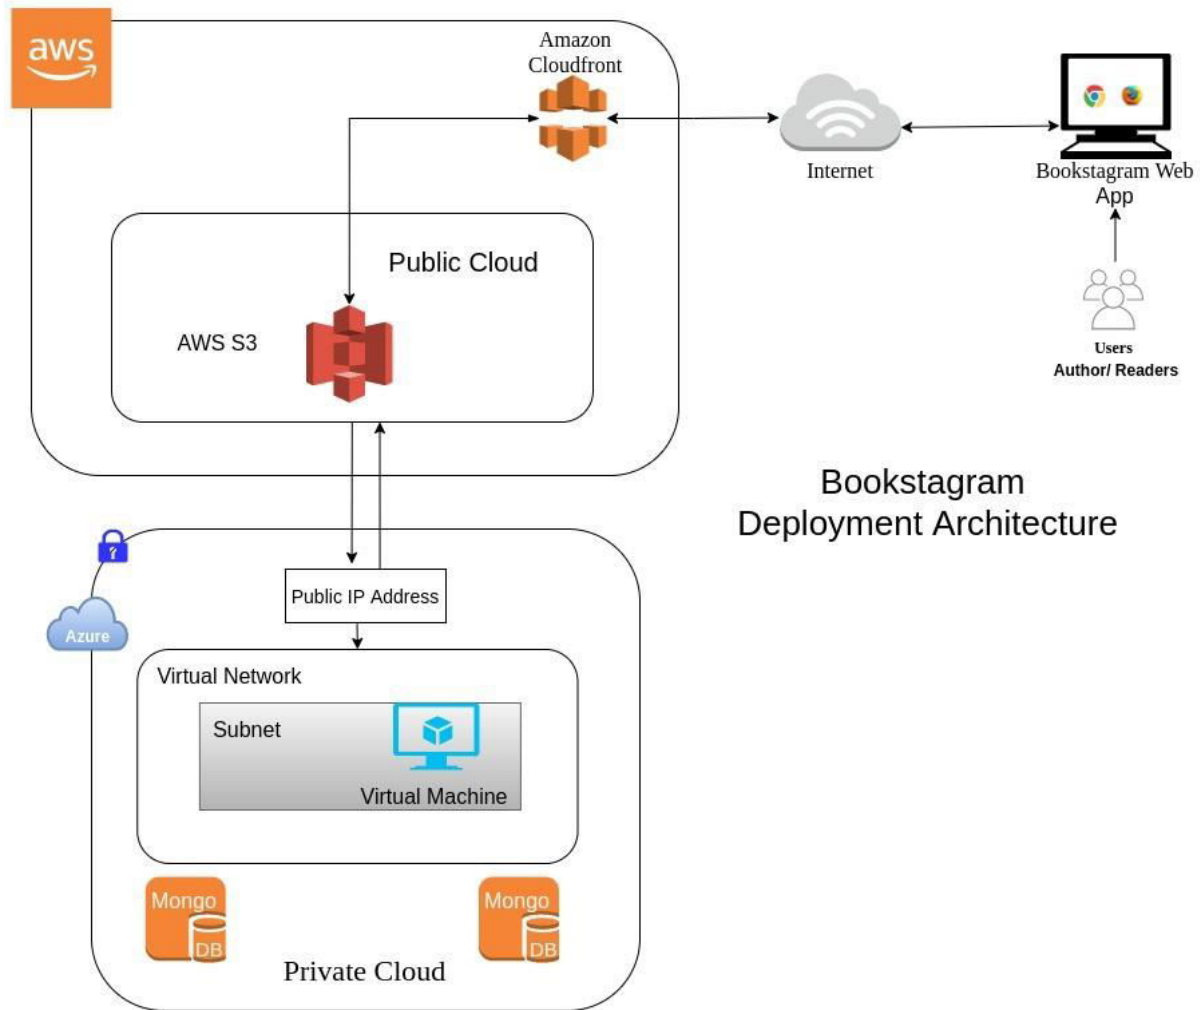 aws
Amazon
Cloudfront
Internet
Bookstagram Web
App
Public Cloud
AWS S3
Users
Author/ Readers
Bookstagram
Deployment Architecture
?
Public IP Address
Azure
Virtual Network
Subnet
Virtual Machine
Mongo
DB
Mongo
DB
Private Cloud